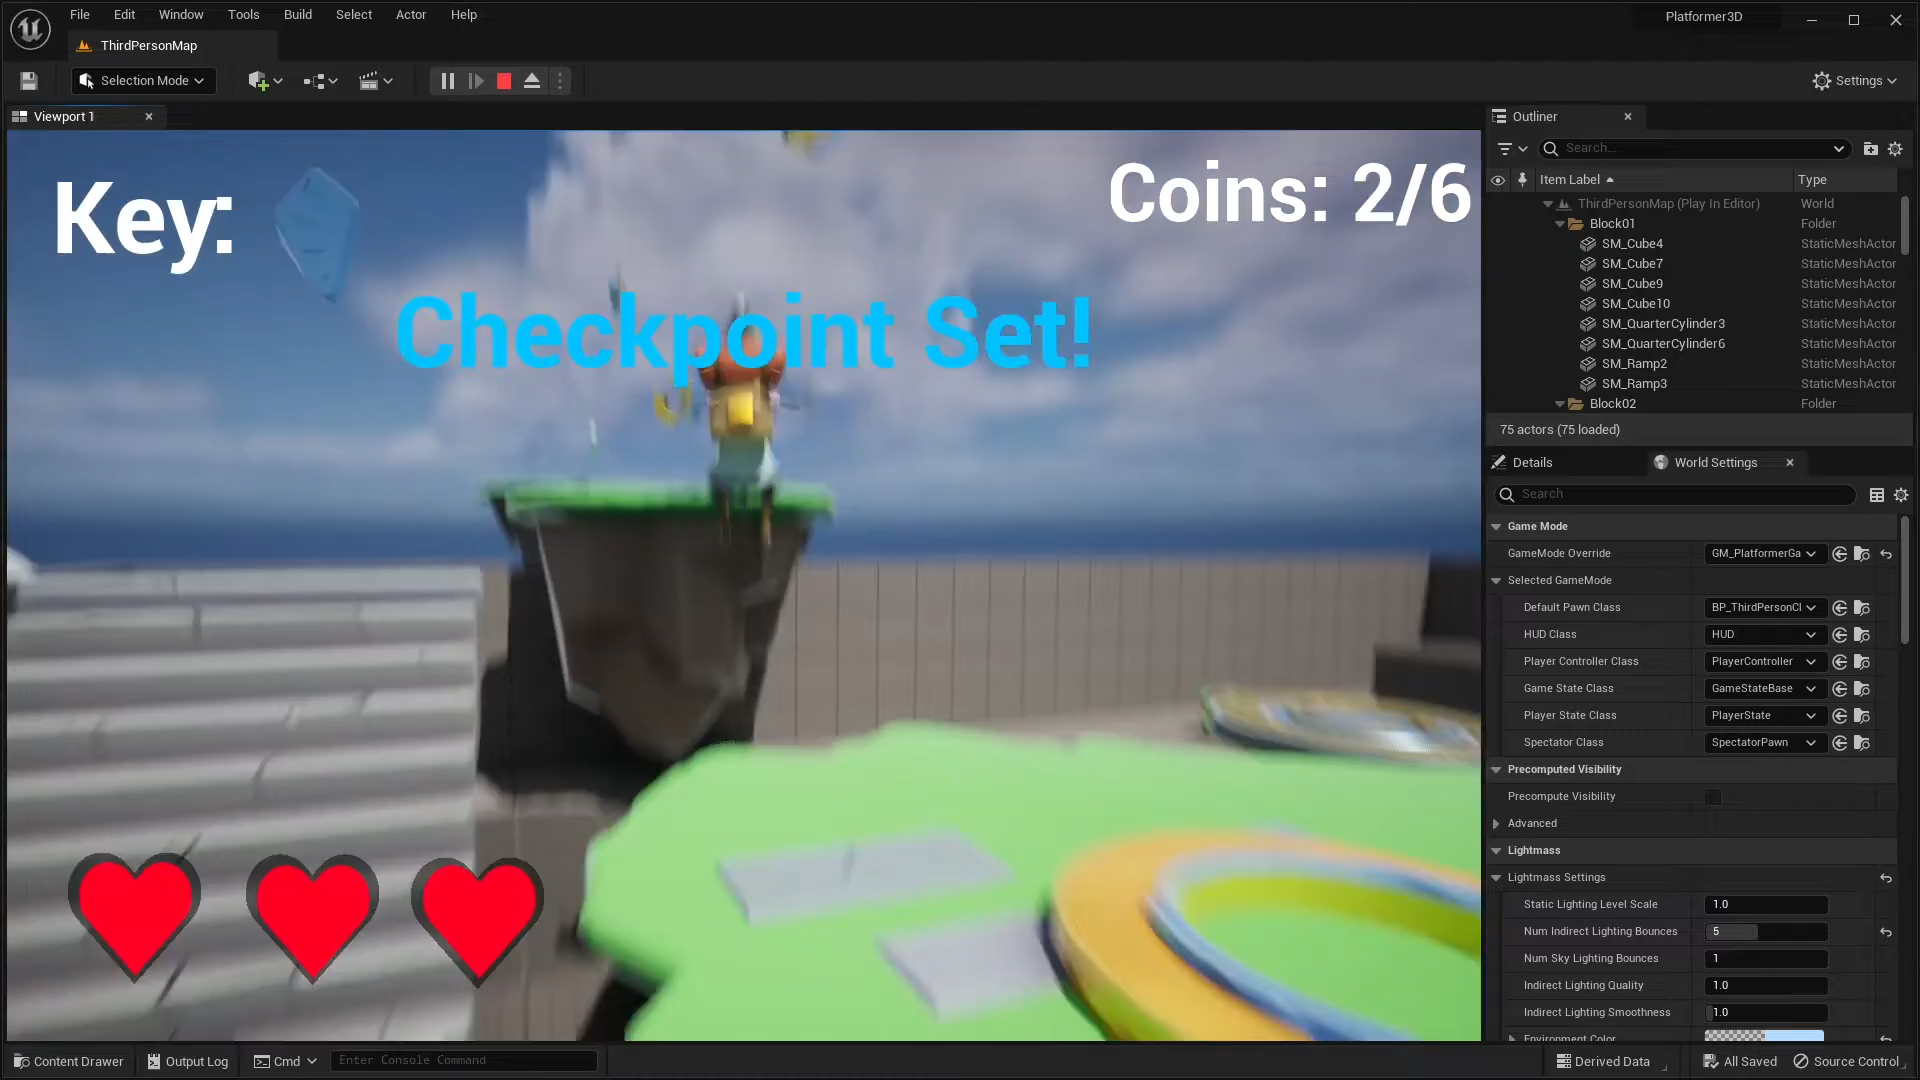 File Edit Window Tools Build Select Actor Help
Platformer3D
ThirdPersonMap
Selection Mode
Settings
Viewport 1
Key:
Coins: 2/6
Checkpoint Set!
Outliner
Search...
Item Label Type
ThirdPersonMap (Play In Editor) World
Block01 Folder
SM_Cube4 StaticMeshActor
SM_Cube7 StaticMeshActor
SM_Cube9 StaticMeshActor
SM_Cube10 StaticMeshActor
SM_QuarterCylinder3 StaticMeshActor
SM_QuarterCylinder6 StaticMeshActor
SM_Ramp2 StaticMeshActor
SM_Ramp3 StaticMeshActor
Block02 Folder
75 actors (75 loaded)
Details World Settings
Search
Game Mode
GameMode Override GM_PlatformerGa
Selected GameMode
Default Pawn Class BP_ThirdPersonCl
HUD Class HUD
Player Controller Class PlayerController
Game State Class GameStateBase
Player State Class PlayerState
Spectator Class SpectatorPawn
Precomputed Visibility
Precompute Visibility
Advanced
Lightmass
Lightmass Settings
Static Lighting Level Scale 1.0
Num Indirect Lighting Bounces 5
Num Sky Lighting Bounces 1
Indirect Lighting Quality 1.0
Indirect Lighting Smoothness 1.0
Environment Color
Content Drawer Output Log Cmd Enter Console Command Derived Data All Saved Source Control